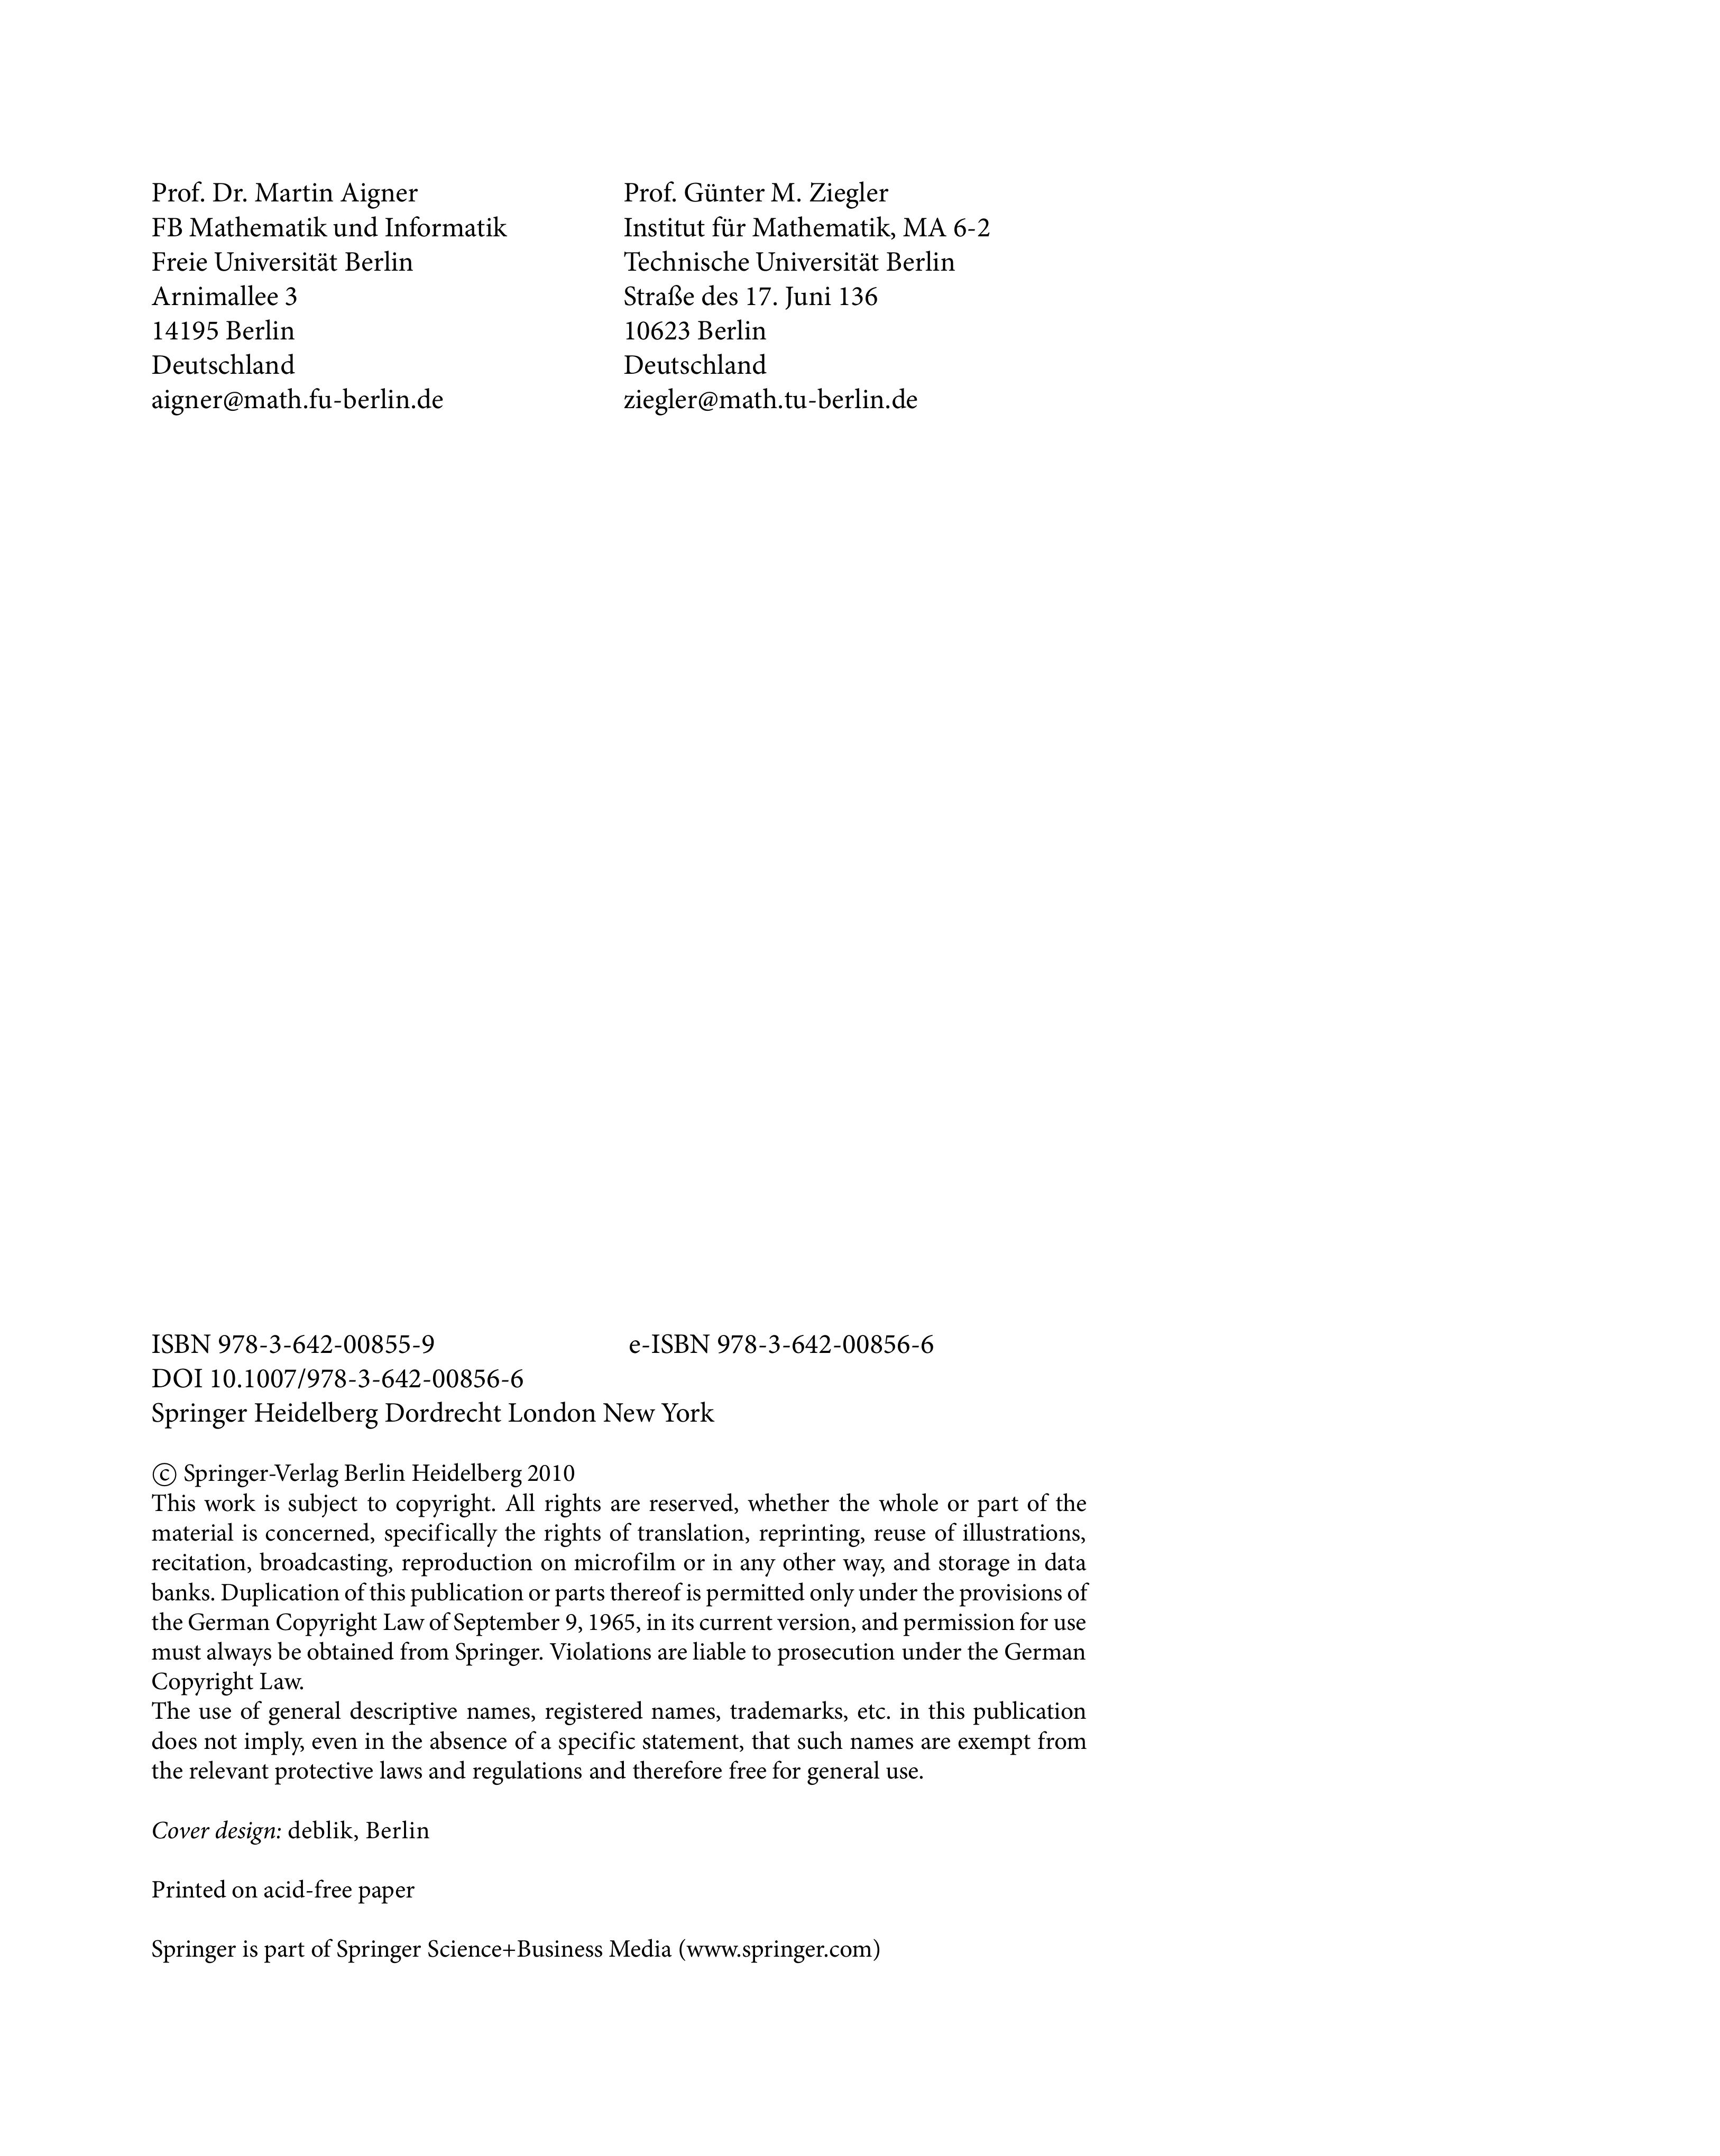 Prof. Dr. Martin Aigner
FB Mathematik und Informatik
Freie Universität Berlin
Arnimallee 3
14195 Berlin
Deutschland
aigner@math.fu-berlin.de
Prof. Günter M. Ziegler
Institut für Mathematik, MA 6-2
Technische Universität Berlin
Straße des 17. Juni 136
10623 Berlin
Deutschland
ziegler@math.tu-berlin.de
ISBN 978-3-642-00855-9 e-ISBN 978-3-642-00856-6
DOI 10.1007/978-3-642-00856-6
Springer Heidelberg Dordrecht London New York
© Springer-Verlag Berlin Heidelberg 2010
This work is subject to copyright. All rights are reserved, whether the whole or part of the
material is concerned, specifically the rights of translation, reprinting, reuse of illustrations,
recitation, broadcasting, reproduction on microfilm or in any other way, and storage in data
banks. Duplication of this publication or parts thereof is permitted only under the provisions of
the German Copyright Law of September 9, 1965, in its current version, and permission for use
must always be obtained from Springer. Violations are liable to prosecution under the German
Copyright Law.
The use of general descriptive names, registered names, trademarks, etc. in this publication
does not imply, even in the absence of a specific statement, that such names are exempt from
the relevant protective laws and regulations and therefore free for general use.
Cover design: deblik, Berlin
Printed on acid-free paper
Springer is part of Springer Science+Business Media (www.springer.com)